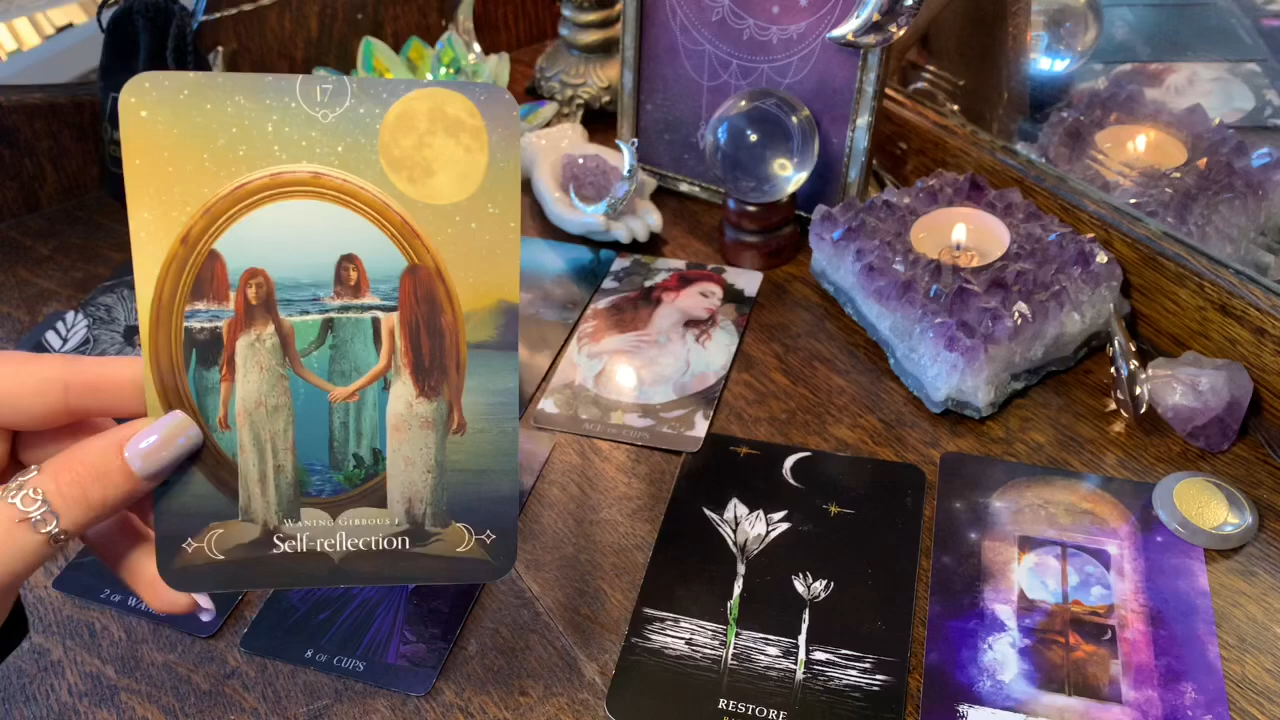 17
WANING GIBBOUS I
Self-reflection
ACE OF CUPS
2 OF WANDS
8 OF CUPS
RESTORE